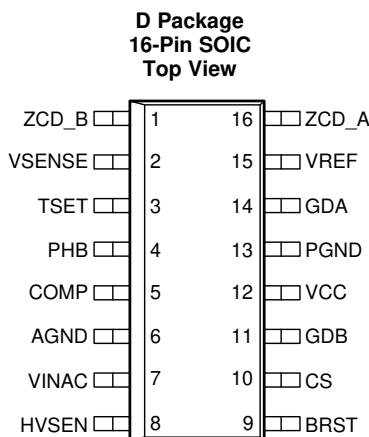 D Package
16-Pin SOIC
Top View
ZCD_B 1 16 ZCD_A
VSENSE 2 15 VREF
TSET 3 14 GDA
PHB 4 13 PGND
COMP 5 12 VCC
AGND 6 11 GDB
VINAC 7 10 CS
HVSEN 8 9 BRST